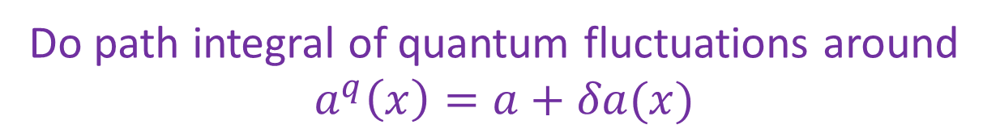 Do path integral of quantum fluctuations around
𝑎^𝑞(𝑥) = 𝑎 + 𝛿𝑎(𝑥)